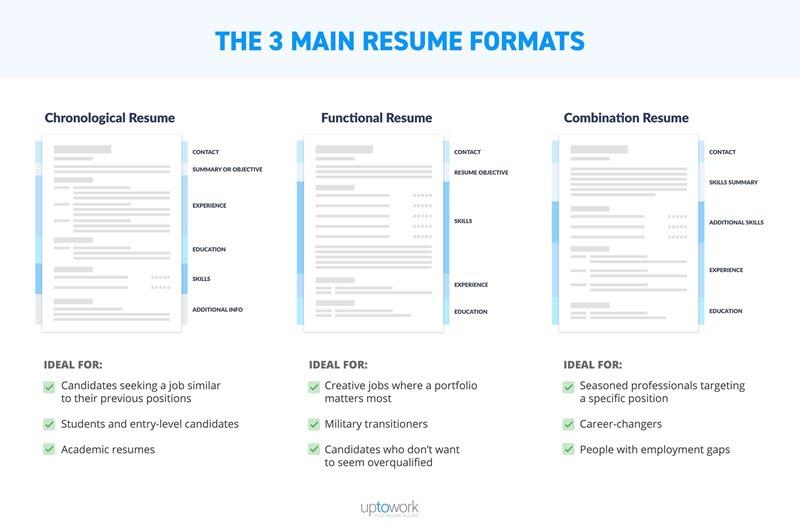 THE 3 MAIN RESUME FORMATS
Chronological Resume
CONTACT
SUMMARY OR OBJECTIVE
EXPERIENCE
EDUCATION
SKILLS
ADDITIONAL INFO
IDEAL FOR:
Candidates seeking a job similar
to their previous positions
Students and entry-level candidates
Academic resumes
Functional Resume
CONTACT
RESUME OBJECTIVE
SKILLS
EXPERIENCE
EDUCATION
IDEAL FOR:
Creative jobs where a portfolio
matters most
Military transitioners
Candidates who don't want
to seem overqualified
Combination Resume
CONTACT
SKILLS SUMMARY
ADDITIONAL SKILLS
EXPERIENCE
EDUCATION
IDEAL FOR:
Seasoned professionals targeting
a specific position
Career-changers
People with employment gaps
uptowork